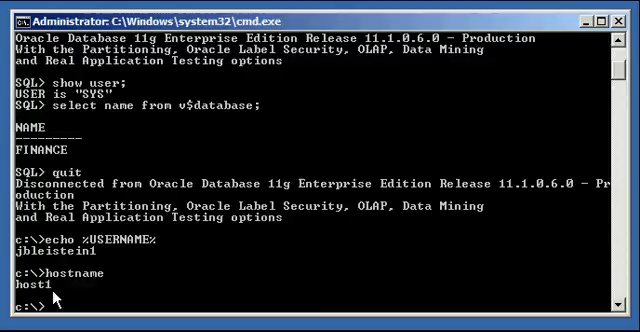 Administrator: C:\Windows\system32\cmd.exe
Oracle Database 11g Enterprise Edition Release 11.1.0.6.0 - Production
With the Partitioning, Oracle Label Security, OLAP, Data Mining
and Real Application Testing options
SQL> show user;
USER is "SYS"
SQL> select name from v$database;
NAME
---------
FINANCE
SQL> quit
Disconnected from Oracle Database 11g Enterprise Edition Release 11.1.0.6.0 - Pr
oduction
With the Partitioning, Oracle Label Security, OLAP, Data Mining
and Real Application Testing options
c:\>echo %USERNAME%
jbleistein1
c:\>hostname
host1
c:\>